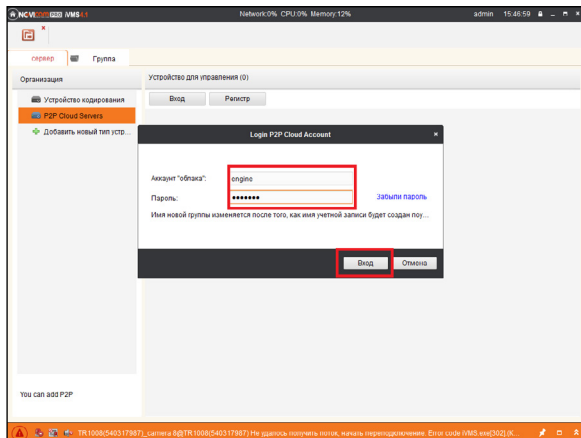 NOVIcam PRO iVMS4.1 Network:0% CPU:0% Memory:12% admin 15:46:59
сервер Группа
Организация Устройство для управления (0)
Устройство кодирования Вход Регистр
P2P Cloud Servers
Добавить новый тип устр...
Login P2P Cloud Account
Аккаунт "облака": engine
Пароль: ●●●●●●● Забыли пароль
Имя новой группы изменяется после того, как имя учетной записи будет создан поу...
Вход Отмена
You can add P2P
TR1008(540317987)_camera 8@TR1008(540317987) Не удалось получить поток, начать переподключение. Error code iVMS.exe[302].(К...